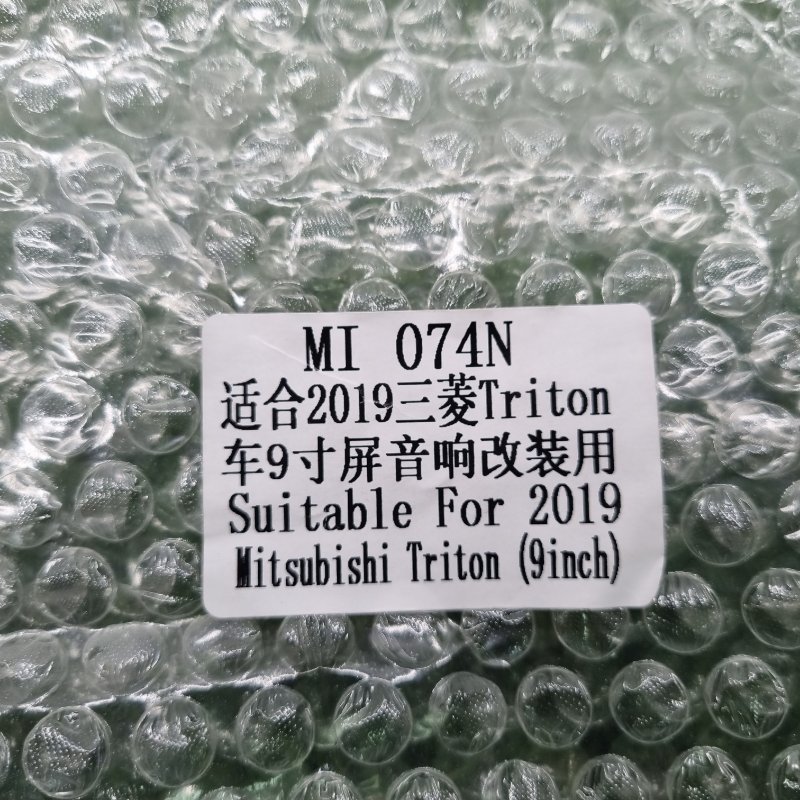 MI 074N
适合2019三菱Triton
车9寸屏音响改装用
Suitable For 2019
Mitsubishi Triton (9inch)